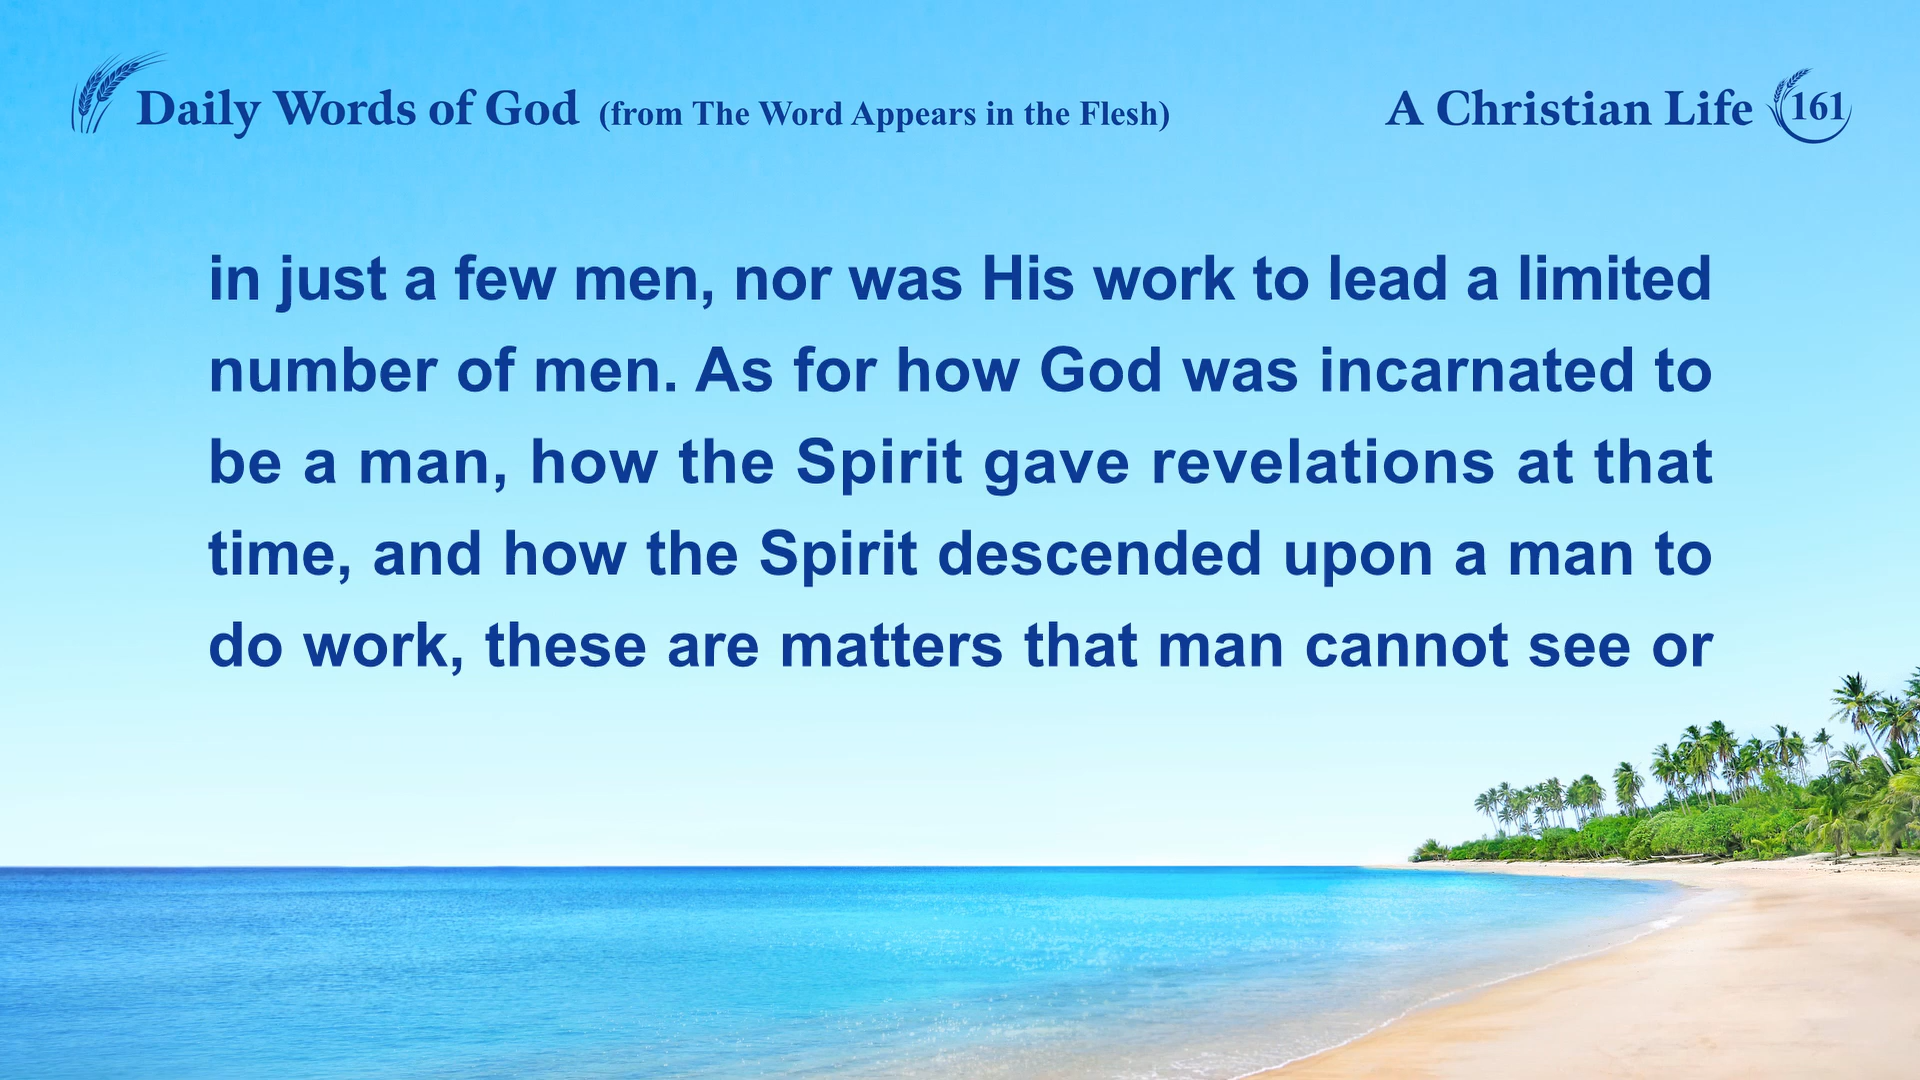 Daily Words of God (from The Word Appears in the Flesh)
A Christian Life 161
in just a few men, nor was His work to lead a limited
number of men. As for how God was incarnated to
be a man, how the Spirit gave revelations at that
time, and how the Spirit descended upon a man to
do work, these are matters that man cannot see or